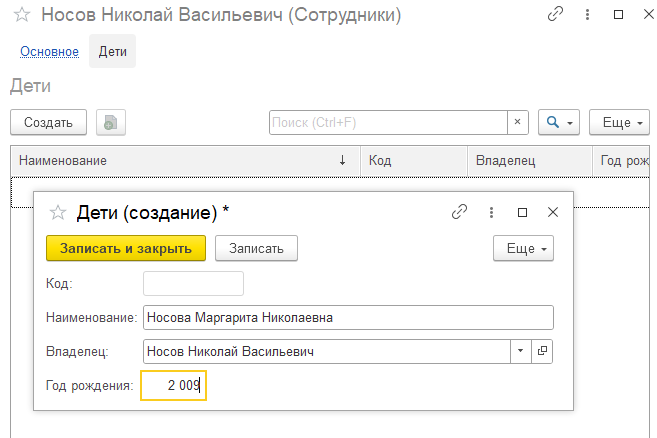 Носов Николай Васильевич (Сотрудники)
Основное Дети
Дети
Создать Поиск (Ctrl+F) × Еще
Наименование ↓ Код Владелец Год рож
Дети (создание) *
Записать и закрыть Записать Еще
Код:
Наименование: Носова Маргарита Николаевна
Владелец: Носов Николай Васильевич
Год рождения: 2 009